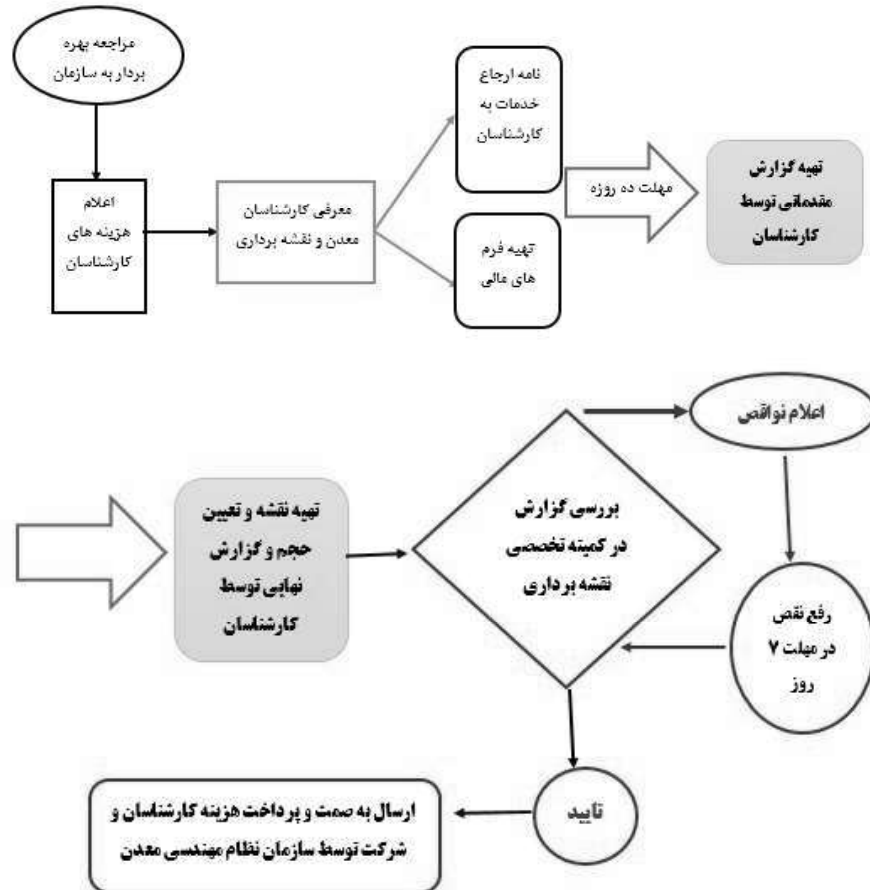 مراجعه بهره
بردار به سازمان
اعلام
هزینه های
کارشناسان
معرفی کارشناسان
معدن و نقشه برداری
نامه ارجاع
خدمات به
کارشناسان
تهیه فرم
های مالی
مهلت ده روزه
تهیه گزارش
مقدماتی توسط
کارشناسان
تهیه نقشه و تعیین
حجم و گزارش
نهایی توسط
کارشناسان
بررسی گزارش
در کمیته تخصصی
نقشه برداری
اعلام نواقص
رفع نقص
در مهلت ۷
روز
تایید
ارسال به صمت و پرداخت هزینه کارشناسان و
شرکت توسط سازمان نظام مهندسی معدن